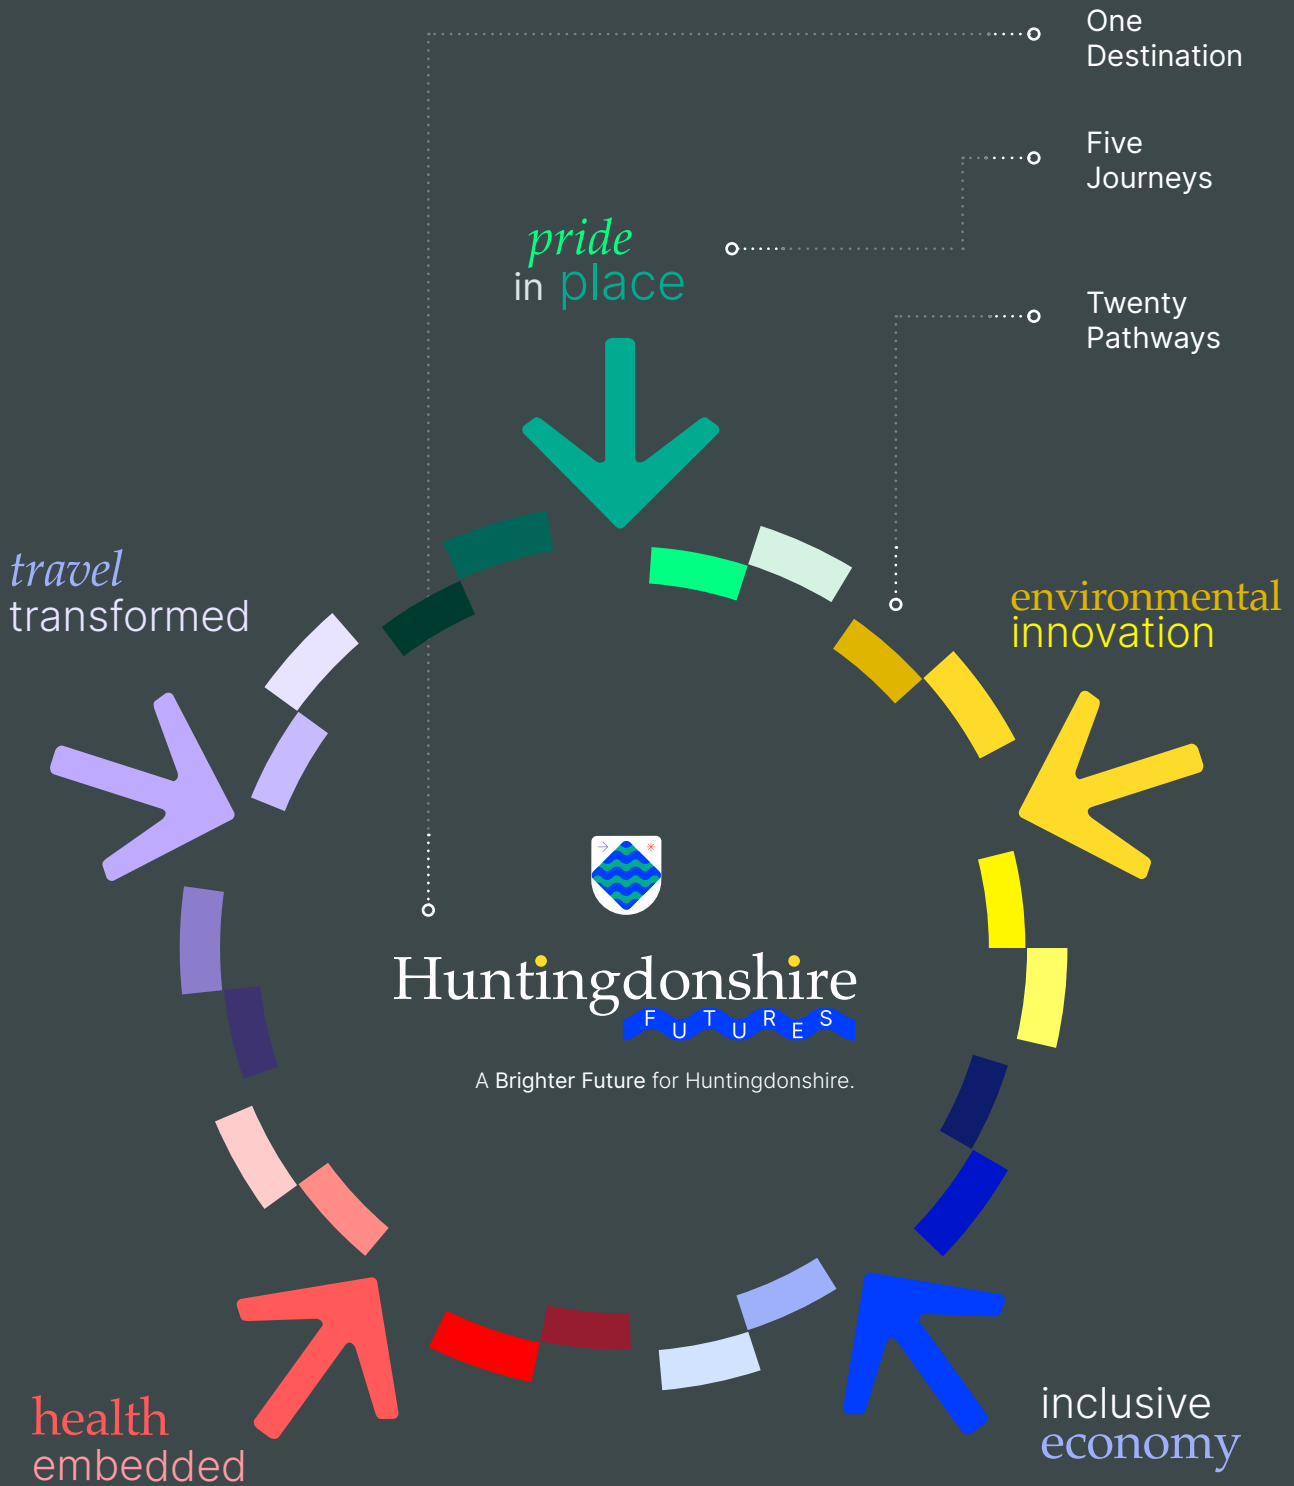 One
Destination
Five
Journeys
pride
in place
Twenty
Pathways
travel
transformed
environmental
innovation
Huntingdonshire
FUTURES
A Brighter Future for Huntingdonshire.
health
embedded
inclusive
economy